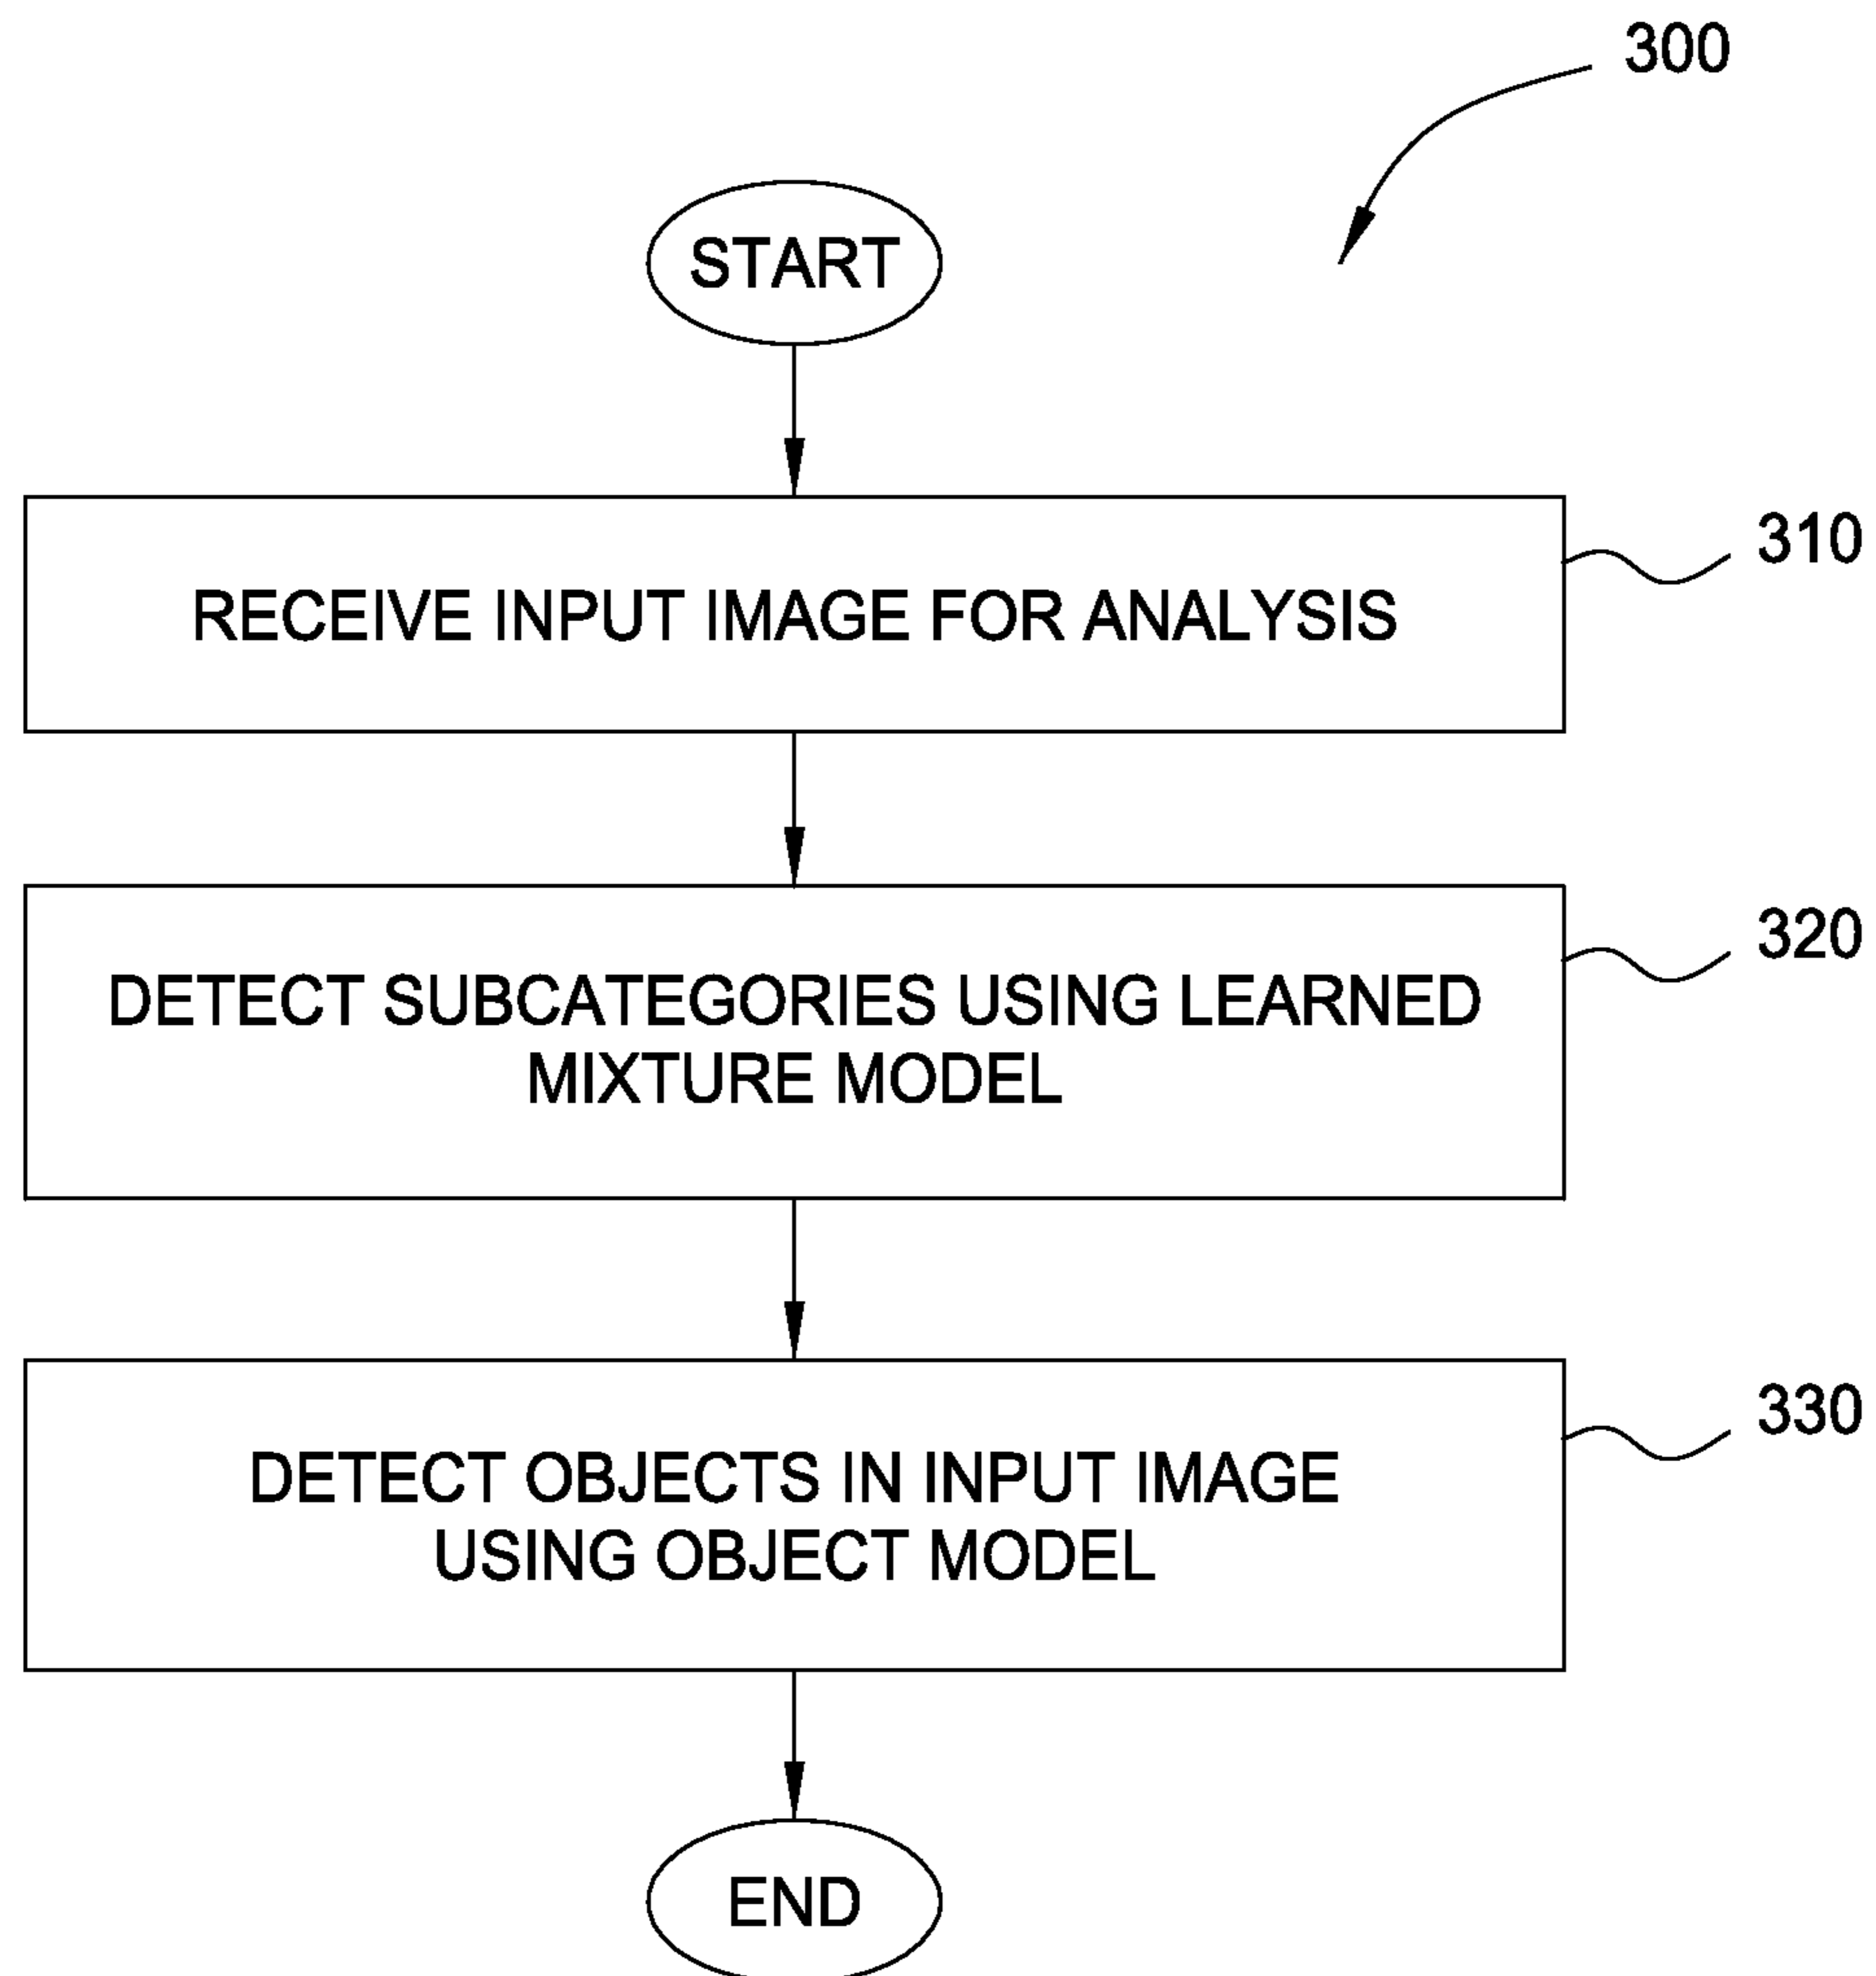 300
START
RECEIVE INPUT IMAGE FOR ANALYSIS
310
DETECT SUBCATEGORIES USING LEARNED
MIXTURE MODEL
320
DETECT OBJECTS IN INPUT IMAGE
USING OBJECT MODEL
330
END